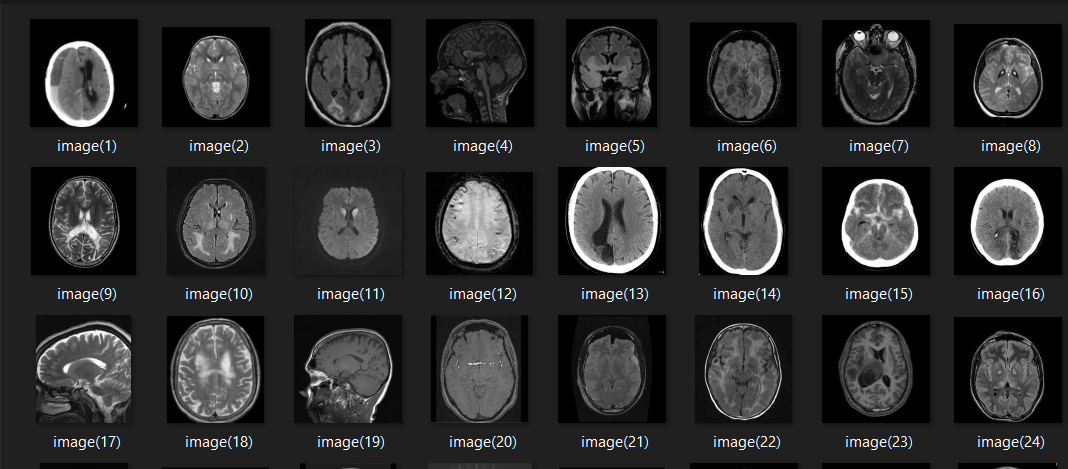 image(1) image(2) image(3) image(4) image(5) image(6) image(7) image(8)
image(9) image(10) image(11) image(12) image(13) image(14) image(15) image(16)
image(17) image(18) image(19) image(20) image(21) image(22) image(23) image(24)